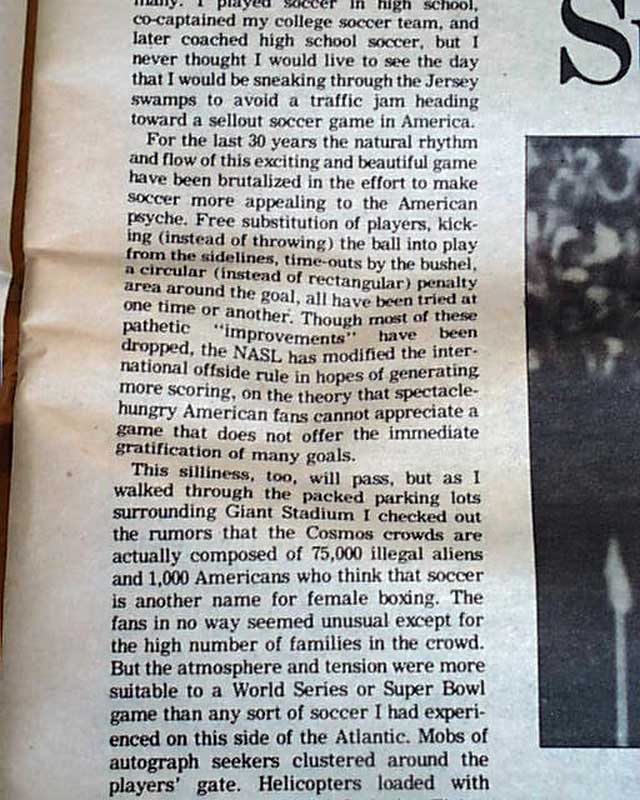 many. I played soccer in high school,
co-captained my college soccer team, and
later coached high school soccer, but I
never thought I would live to see the day
that I would be sneaking through the Jersey
swamps to avoid a traffic jam heading
toward a sellout soccer game in America.
For the last 30 years the natural rhythm
and flow of this exciting and beautiful game
have been brutalized in the effort to make
soccer more appealing to the American
psyche. Free substitution of players, kick-
ing (instead of throwing) the ball into play
from the sidelines, time-outs by the bushel,
a circular (instead of rectangular) penalty
area around the goal, all have been tried at
one time or another. Though most of these
pathetic "improvements" have been
dropped, the NASL has modified the inter-
national offside rule in hopes of generating
more scoring, on the theory that spectacle-
hungry American fans cannot appreciate a
game that does not offer the immediate
gratification of many goals.
This silliness, too, will pass, but as I
walked through the packed parking lots
surrounding Giant Stadium I checked out
the rumors that the Cosmos crowds are
actually composed of 75,000 illegal aliens
and 1,000 Americans who think that soccer
is another name for female boxing. The
fans in no way seemed unusual except for
the high number of families in the crowd.
But the atmosphere and tension were more
suitable to a World Series or Super Bowl
game than any sort of soccer I had experi-
enced on this side of the Atlantic. Mobs of
autograph seekers clustered around the
players' gate. Helicopters loaded with
S